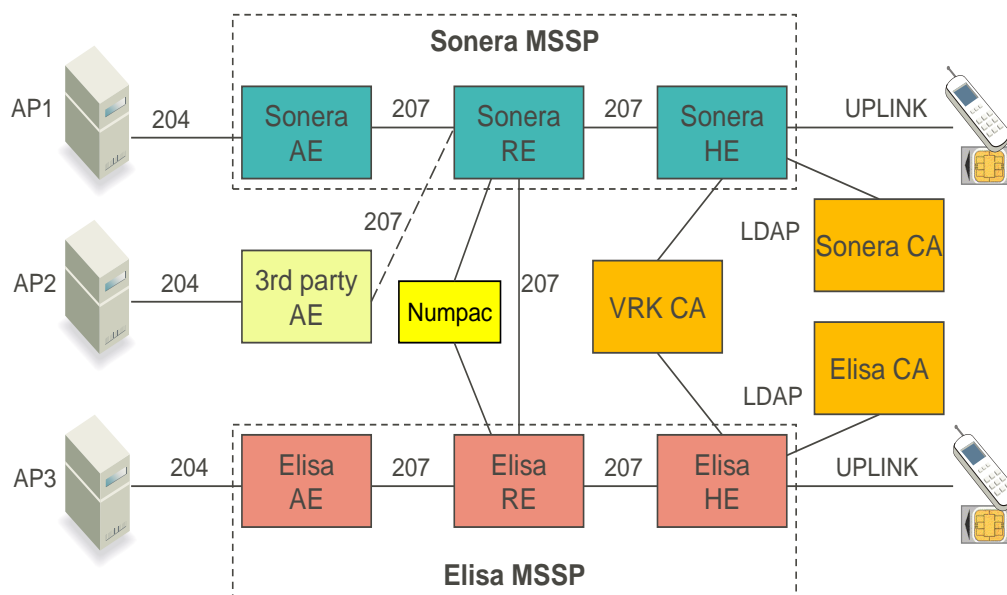 Sonera MSSP
AP1
204
Sonera
AE
207
Sonera
RE
207
Sonera
HE
UPLINK
207
LDAP
Sonera CA
AP2
204
3rd party
AE
Numpac
207
VRK CA
Elisa CA
LDAP
AP3
204
Elisa
AE
207
Elisa
RE
207
Elisa
HE
UPLINK
Elisa MSSP